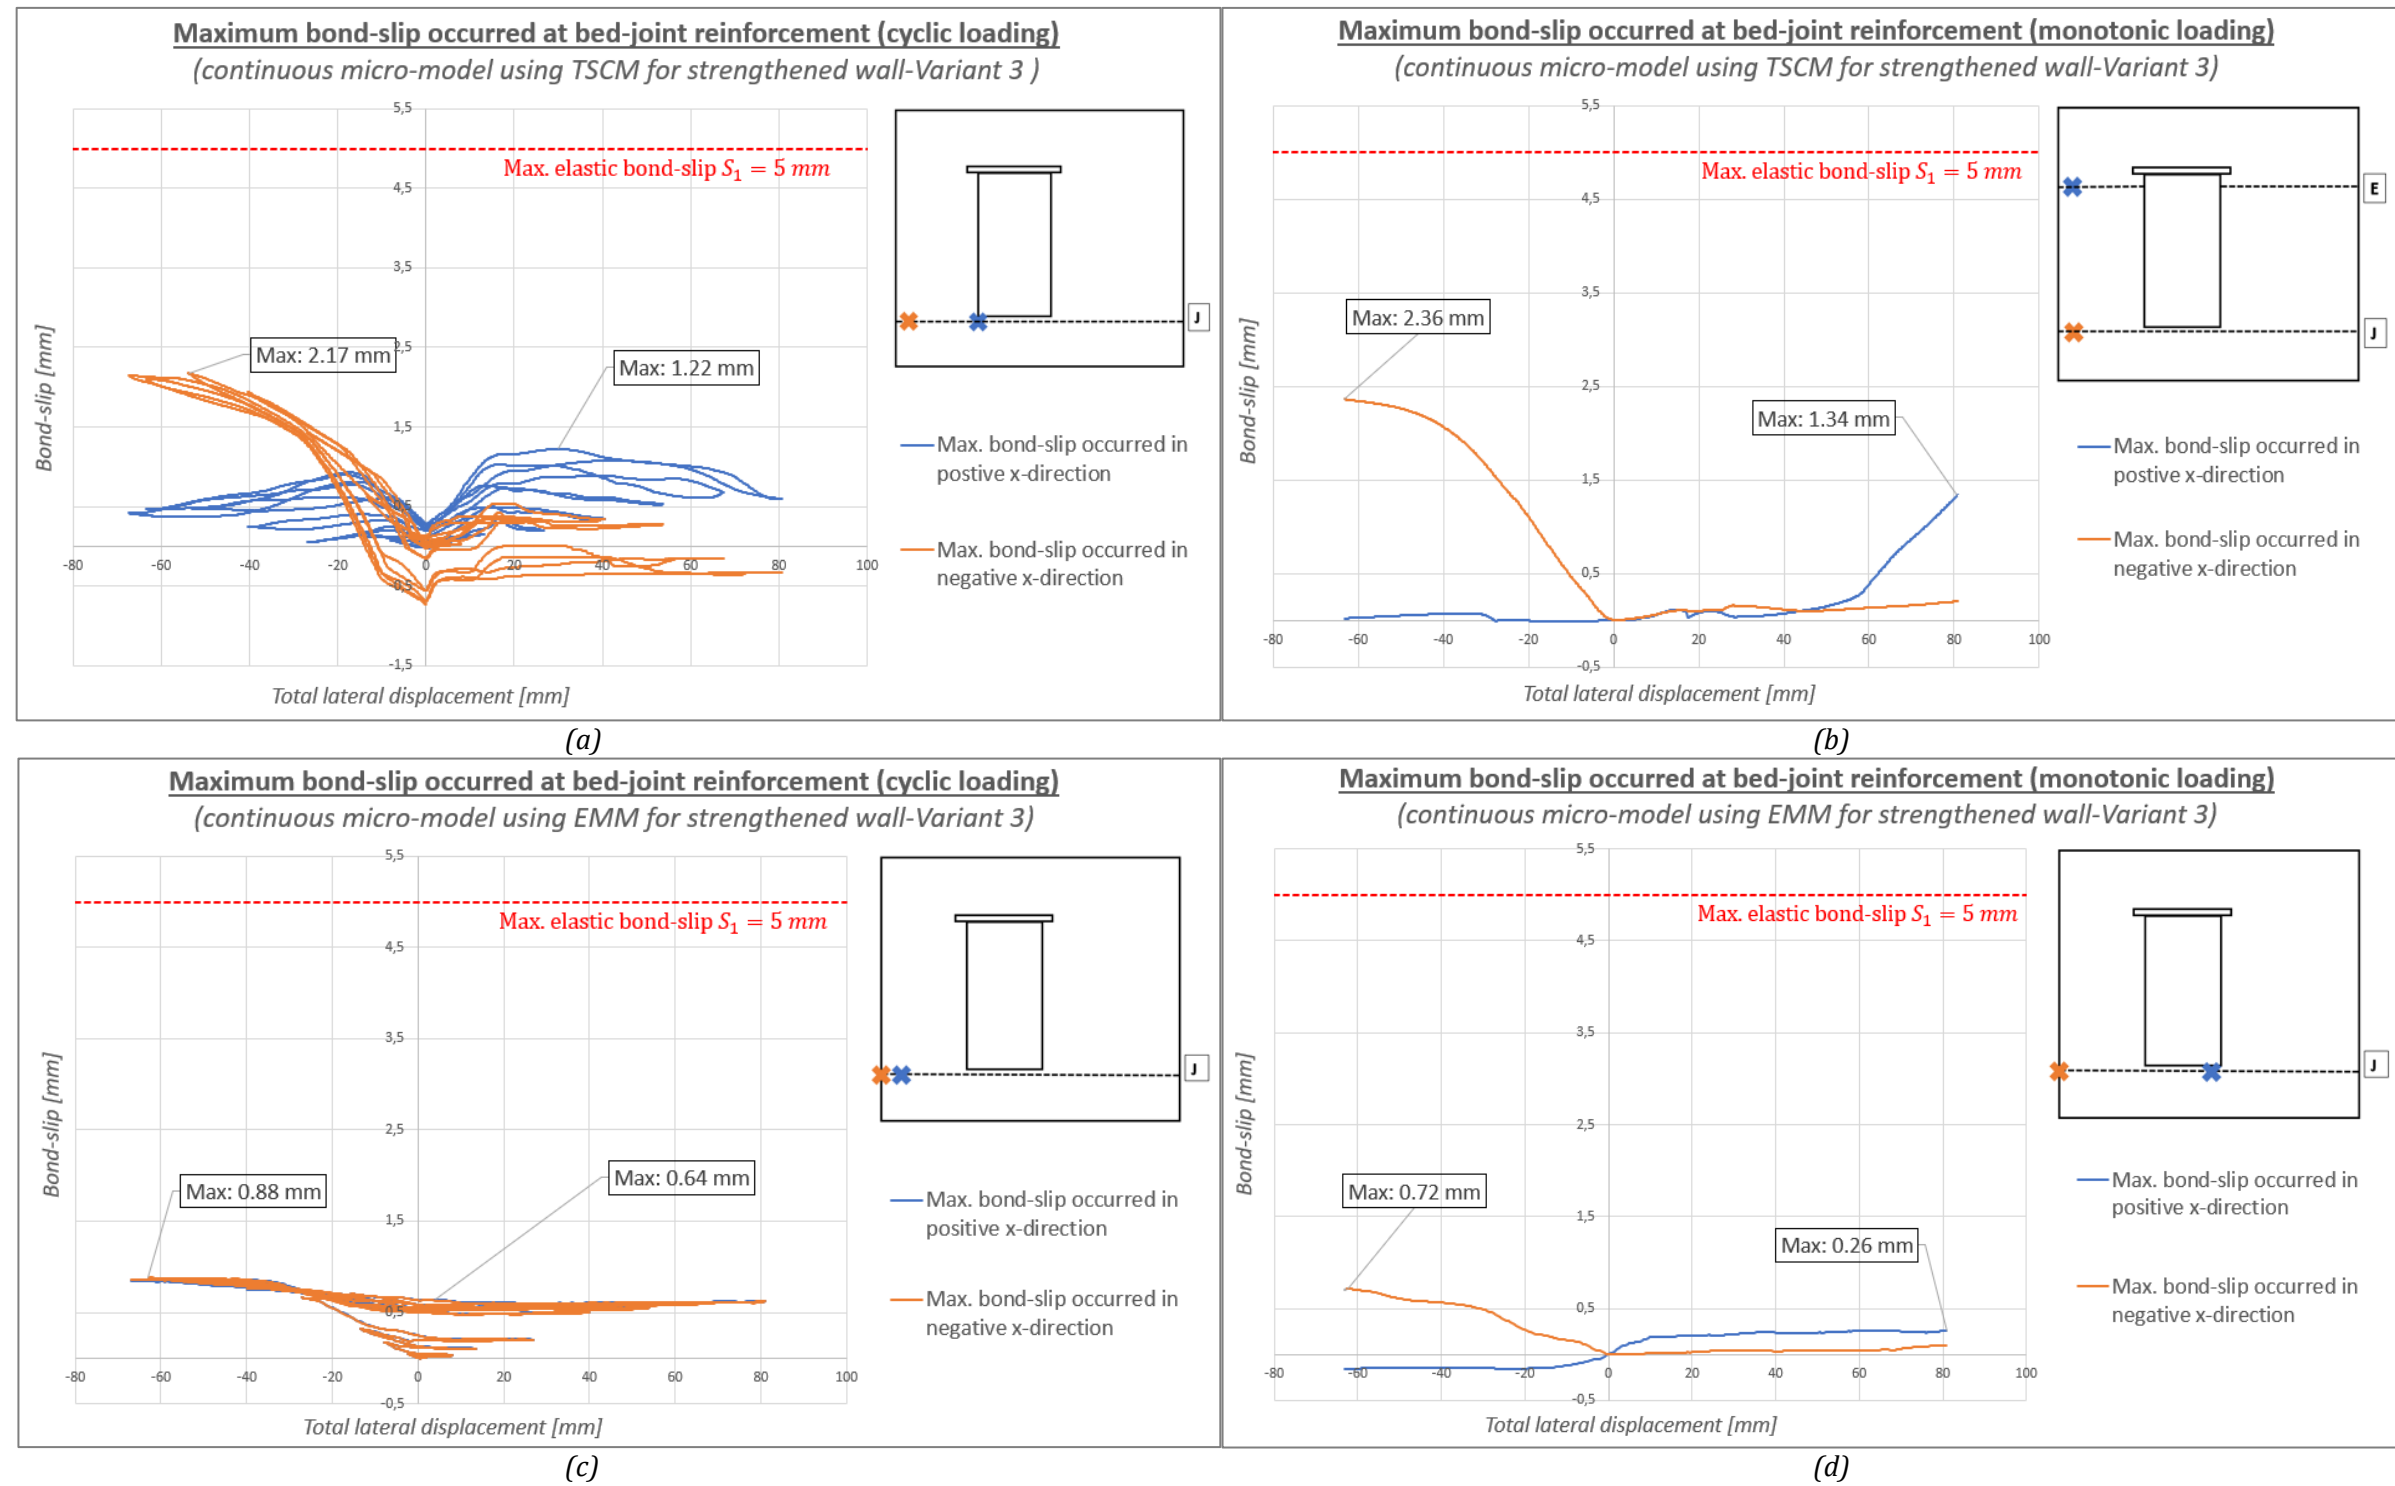 Maximum bond-slip occurred at bed-joint reinforcement (cyclic loading)
(continuous micro-model using TSCM for strengthened wall-Variant 3 )
5,5
4,5
3,5
2,5
1,5
0,5
-0,5
-1,5
-80
-60
-40
-20
0
20
40
60
80
100
Max. elastic bond-slip S₁ = 5 mm
Max: 2.17 mm
Max: 1.22 mm
Bond-slip [mm]
Total lateral displacement [mm]
J
Max. bond-slip occurred in
postive x-direction
Max. bond-slip occurred in
negative x-direction
(a)
Maximum bond-slip occurred at bed-joint reinforcement (monotonic loading)
(continuous micro-model using TSCM for strengthened wall-Variant 3)
5,5
4,5
3,5
2,5
1,5
0,5
-0,5
-80
-60
-40
-20
0
20
40
60
80
100
Max. elastic bond-slip S₁ = 5 mm
Max: 2.36 mm
Max: 1.34 mm
Bond-slip [mm]
Total lateral displacement [mm]
E
J
Max. bond-slip occurred in
postive x-direction
Max. bond-slip occurred in
negative x-direction
(b)
Maximum bond-slip occurred at bed-joint reinforcement (cyclic loading)
(continuous micro-model using EMM for strengthened wall-Variant 3)
5,5
4,5
3,5
2,5
1,5
0,5
-0,5
-80
-60
-40
-20
0
20
40
60
80
100
Max. elastic bond-slip S₁ = 5 mm
Max: 0.88 mm
Max: 0.64 mm
Bond-slip [mm]
Total lateral displacement [mm]
J
Max. bond-slip occurred in
positive x-direction
Max. bond-slip occurred in
negative x-direction
(c)
Maximum bond-slip occurred at bed-joint reinforcement (monotonic loading)
(continuous micro-model using EMM for strengthened wall-Variant 3)
5,5
4,5
3,5
2,5
1,5
0,5
-0,5
-80
-60
-40
-20
0
20
40
60
80
100
Max. elastic bond-slip S₁ = 5 mm
Max: 0.72 mm
Max: 0.26 mm
Bond-slip [mm]
Total lateral displacement [mm]
J
Max. bond-slip occurred in
positive x-direction
Max. bond-slip occurred in
negative x-direction
(d)